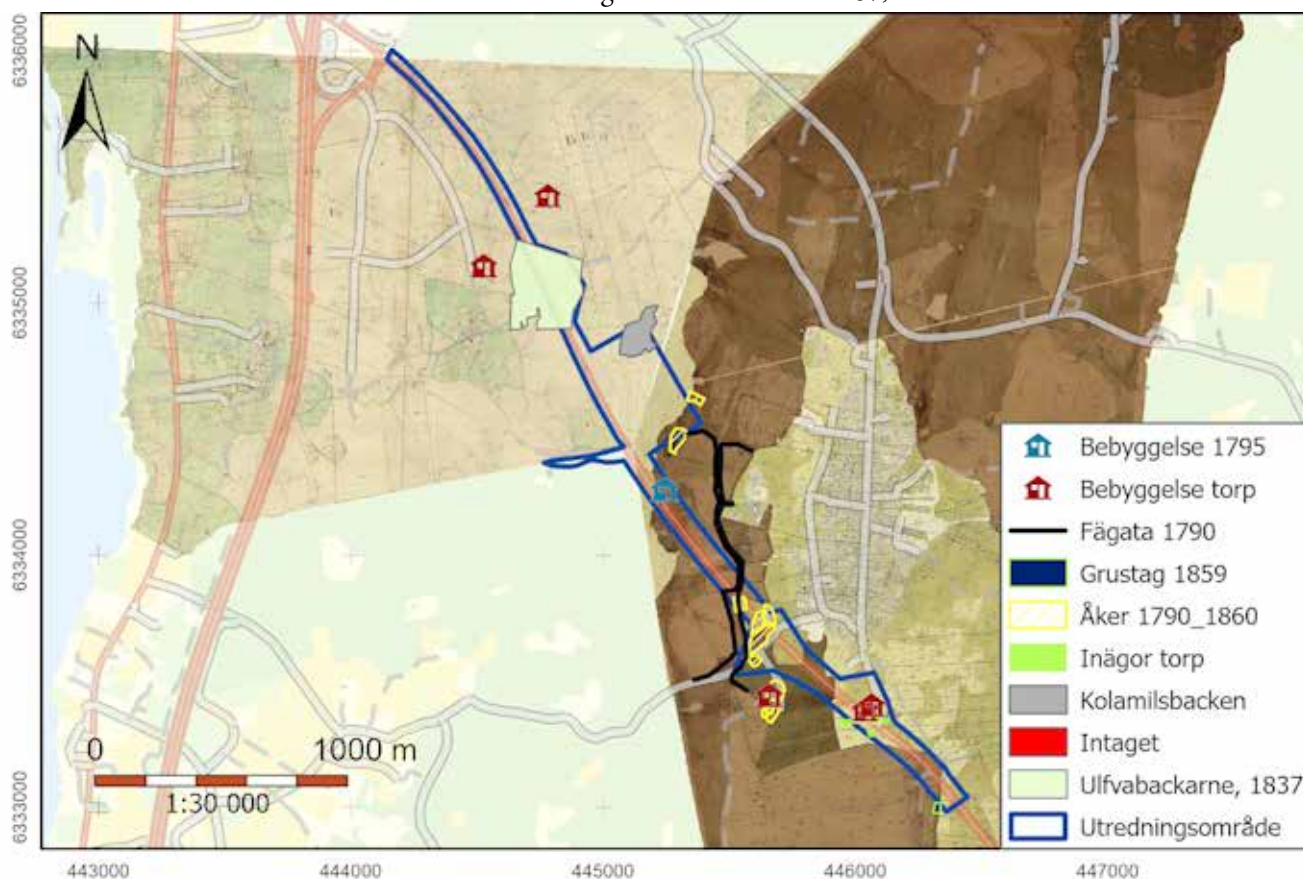 N
6336000
6335000
6334000
6333000
0 1000 m
1:30 000
443000 444000 445000 446000 447000
Bebyggelse 1795
Bebyggelse torp
Fägata 1790
Grustag 1859
Åker 1790_1860
Inägor torp
Kolamilsbacken
Intaget
Ulfvabackarne, 1837
Utredningsområde